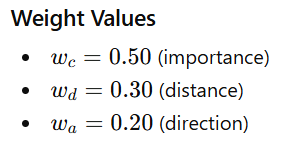 Weight Values
• w_c = 0.50 (importance)
• w_d = 0.30 (distance)
• w_a = 0.20 (direction)